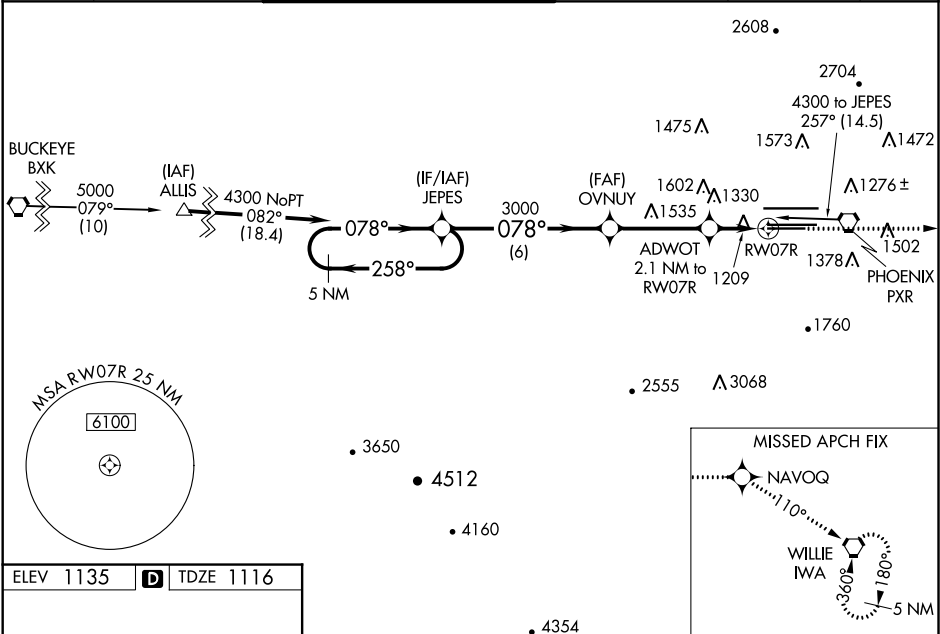 2608
2704
4300 to JEPES
257° (14.5)
1475
1573
1472
BUCKEYE
BXK
5000
079°
(10)
(IAF)
ALLIS
4300 NoPT
082°
(18.4)
(IF/IAF)
JEPES
078°
258°
5 NM
3000
078°
(6)
(FAF)
OVNUY
1602
1330
1535
1276 ±
ADWOT
2.1 NM to
RW07R
1209
RW07R
1502
1378
PHOENIX
PXR
1760
2555
3068
MSA RW07R 25 NM
6100
3650
4512
4160
4354
MISSED APCH FIX
NAVOQ
110°
WILLIE
IWA
360°
180°
5 NM
ELEV 1135 D TDZE 1116